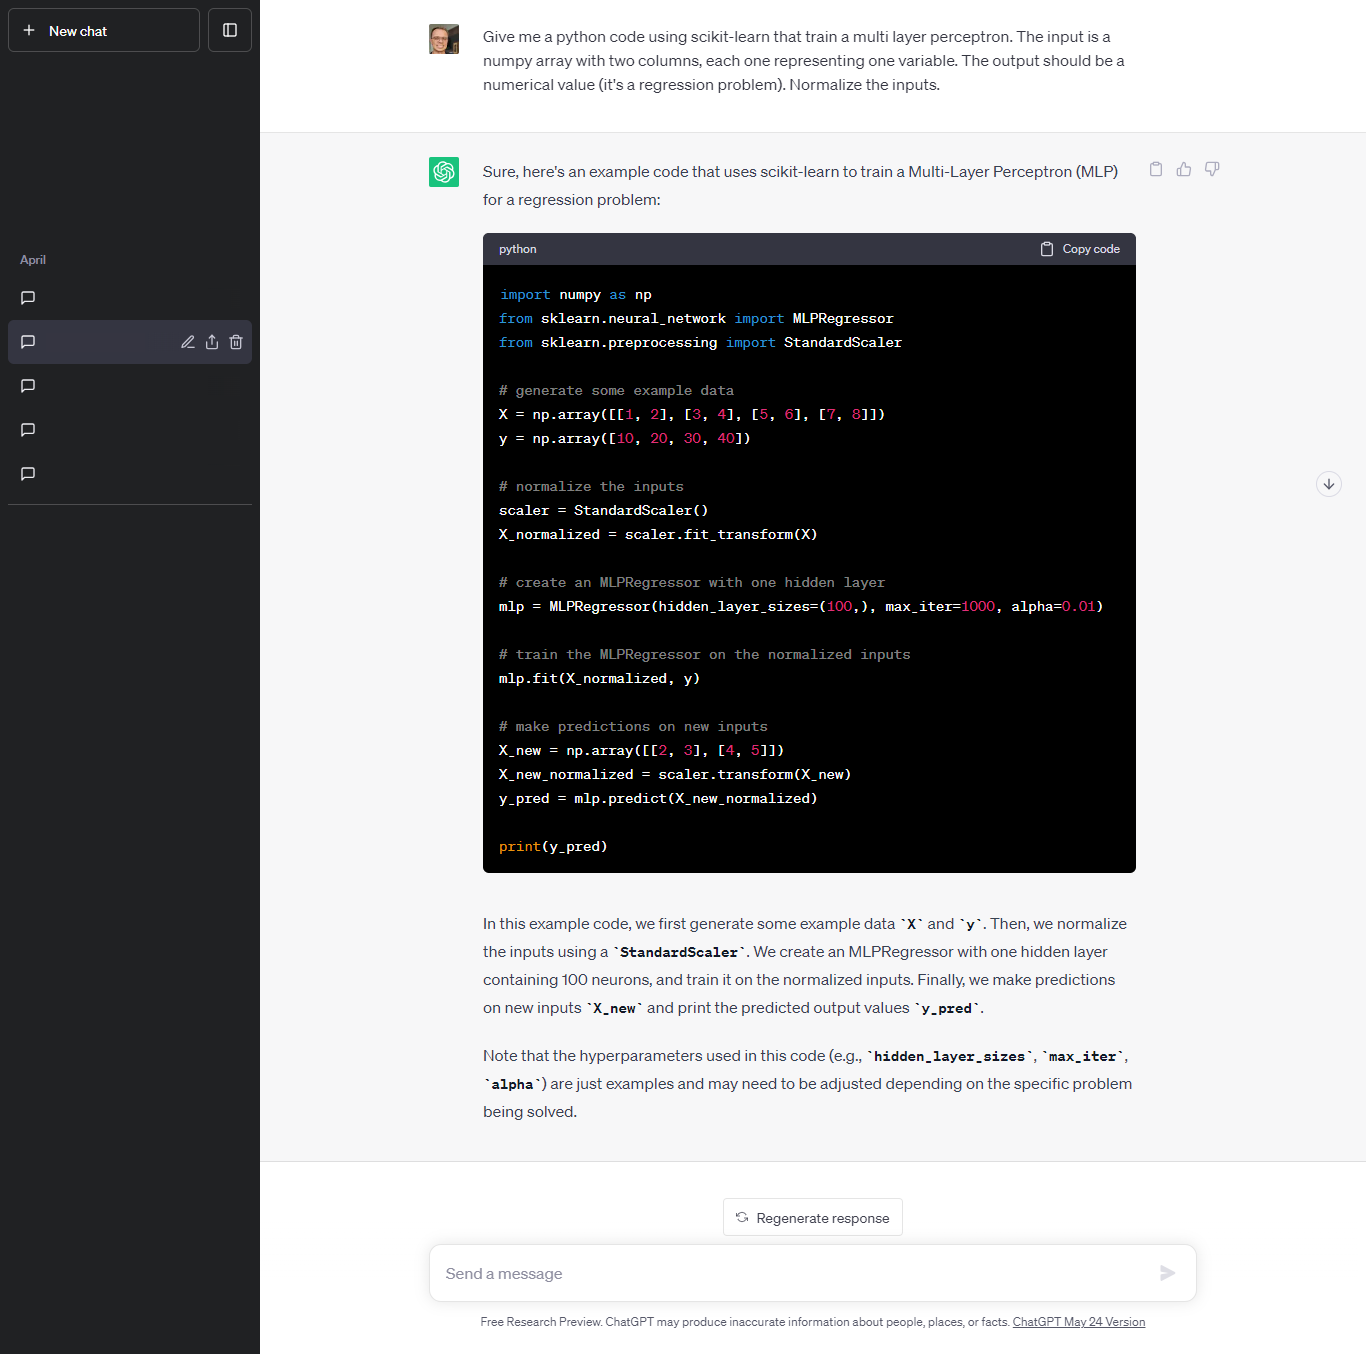 New chat
April
Give me a python code using scikit-learn that train a multi layer perceptron. The input is a
numpy array with two columns, each one representing one variable. The output should be a
numerical value (it's a regression problem). Normalize the inputs.
Sure, here's an example code that uses scikit-learn to train a Multi-Layer Perceptron (MLP)
for a regression problem:
python Copy code
import numpy as np
from sklearn.neural_network import MLPRegressor
from sklearn.preprocessing import StandardScaler
# generate some example data
X = np.array([[1, 2], [3, 4], [5, 6], [7, 8]])
y = np.array([10, 20, 30, 40])
# normalize the inputs
scaler = StandardScaler()
X_normalized = scaler.fit_transform(X)
# create an MLPRegressor with one hidden layer
mlp = MLPRegressor(hidden_layer_sizes=(100,), max_iter=1000, alpha=0.01)
# train the MLPRegressor on the normalized inputs
mlp.fit(X_normalized, y)
# make predictions on new inputs
X_new = np.array([[2, 3], [4, 5]])
X_new_normalized = scaler.transform(X_new)
y_pred = mlp.predict(X_new_normalized)
print(y_pred)
In this example code, we first generate some example data `X` and `y`. Then, we normalize
the inputs using a `StandardScaler`. We create an MLPRegressor with one hidden layer
containing 100 neurons, and train it on the normalized inputs. Finally, we make predictions
on new inputs `X_new` and print the predicted output values `y_pred`.
Note that the hyperparameters used in this code (e.g., `hidden_layer_sizes`, `max_iter`,
`alpha`) are just examples and may need to be adjusted depending on the specific problem
being solved.
Regenerate response
Send a message
Free Research Preview. ChatGPT may produce inaccurate information about people, places, or facts. ChatGPT May 24 Version